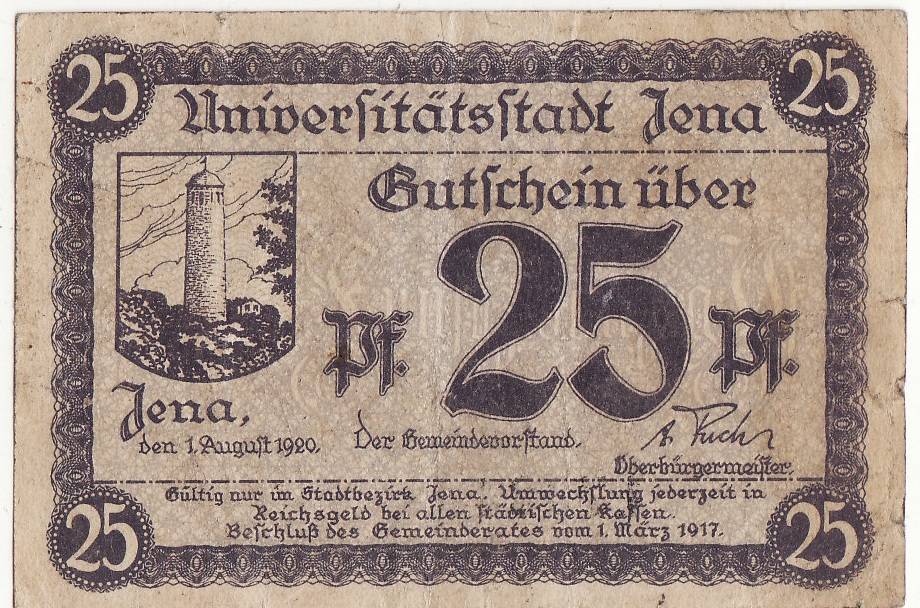 25 25
Universitätsstadt Jena
Gutschein über
Pf. 25 Pf.
Jena,
den 1. August 1920. Der Gemeindevorstand.
Oberbürgermeister.
Gültig nur im Stadtbezirk Jena. Umwechslung jederzeit in
Reichsgeld bei allen städtischen Kassen.
Beschluß des Gemeinderates vom 1. März 1917.
25 25